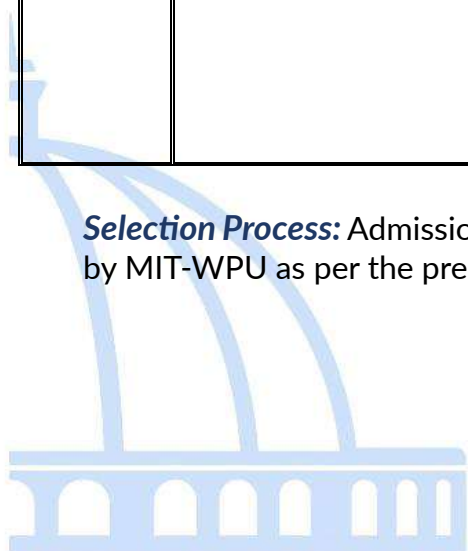 Selection Process: Admissio
by MIT-WPU as per the pre